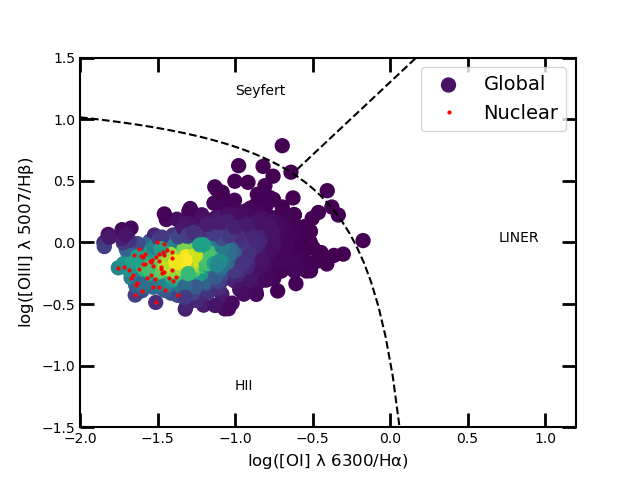 1.5
1.0
0.5
0.0
−0.5
−1.0
−1.5
log([OIII] λ 5007/Hβ)
Seyfert
Global
Nuclear
LINER
HII
−2.0 −1.5 −1.0 −0.5 0.0 0.5 1.0
log([OI] λ 6300/Hα)